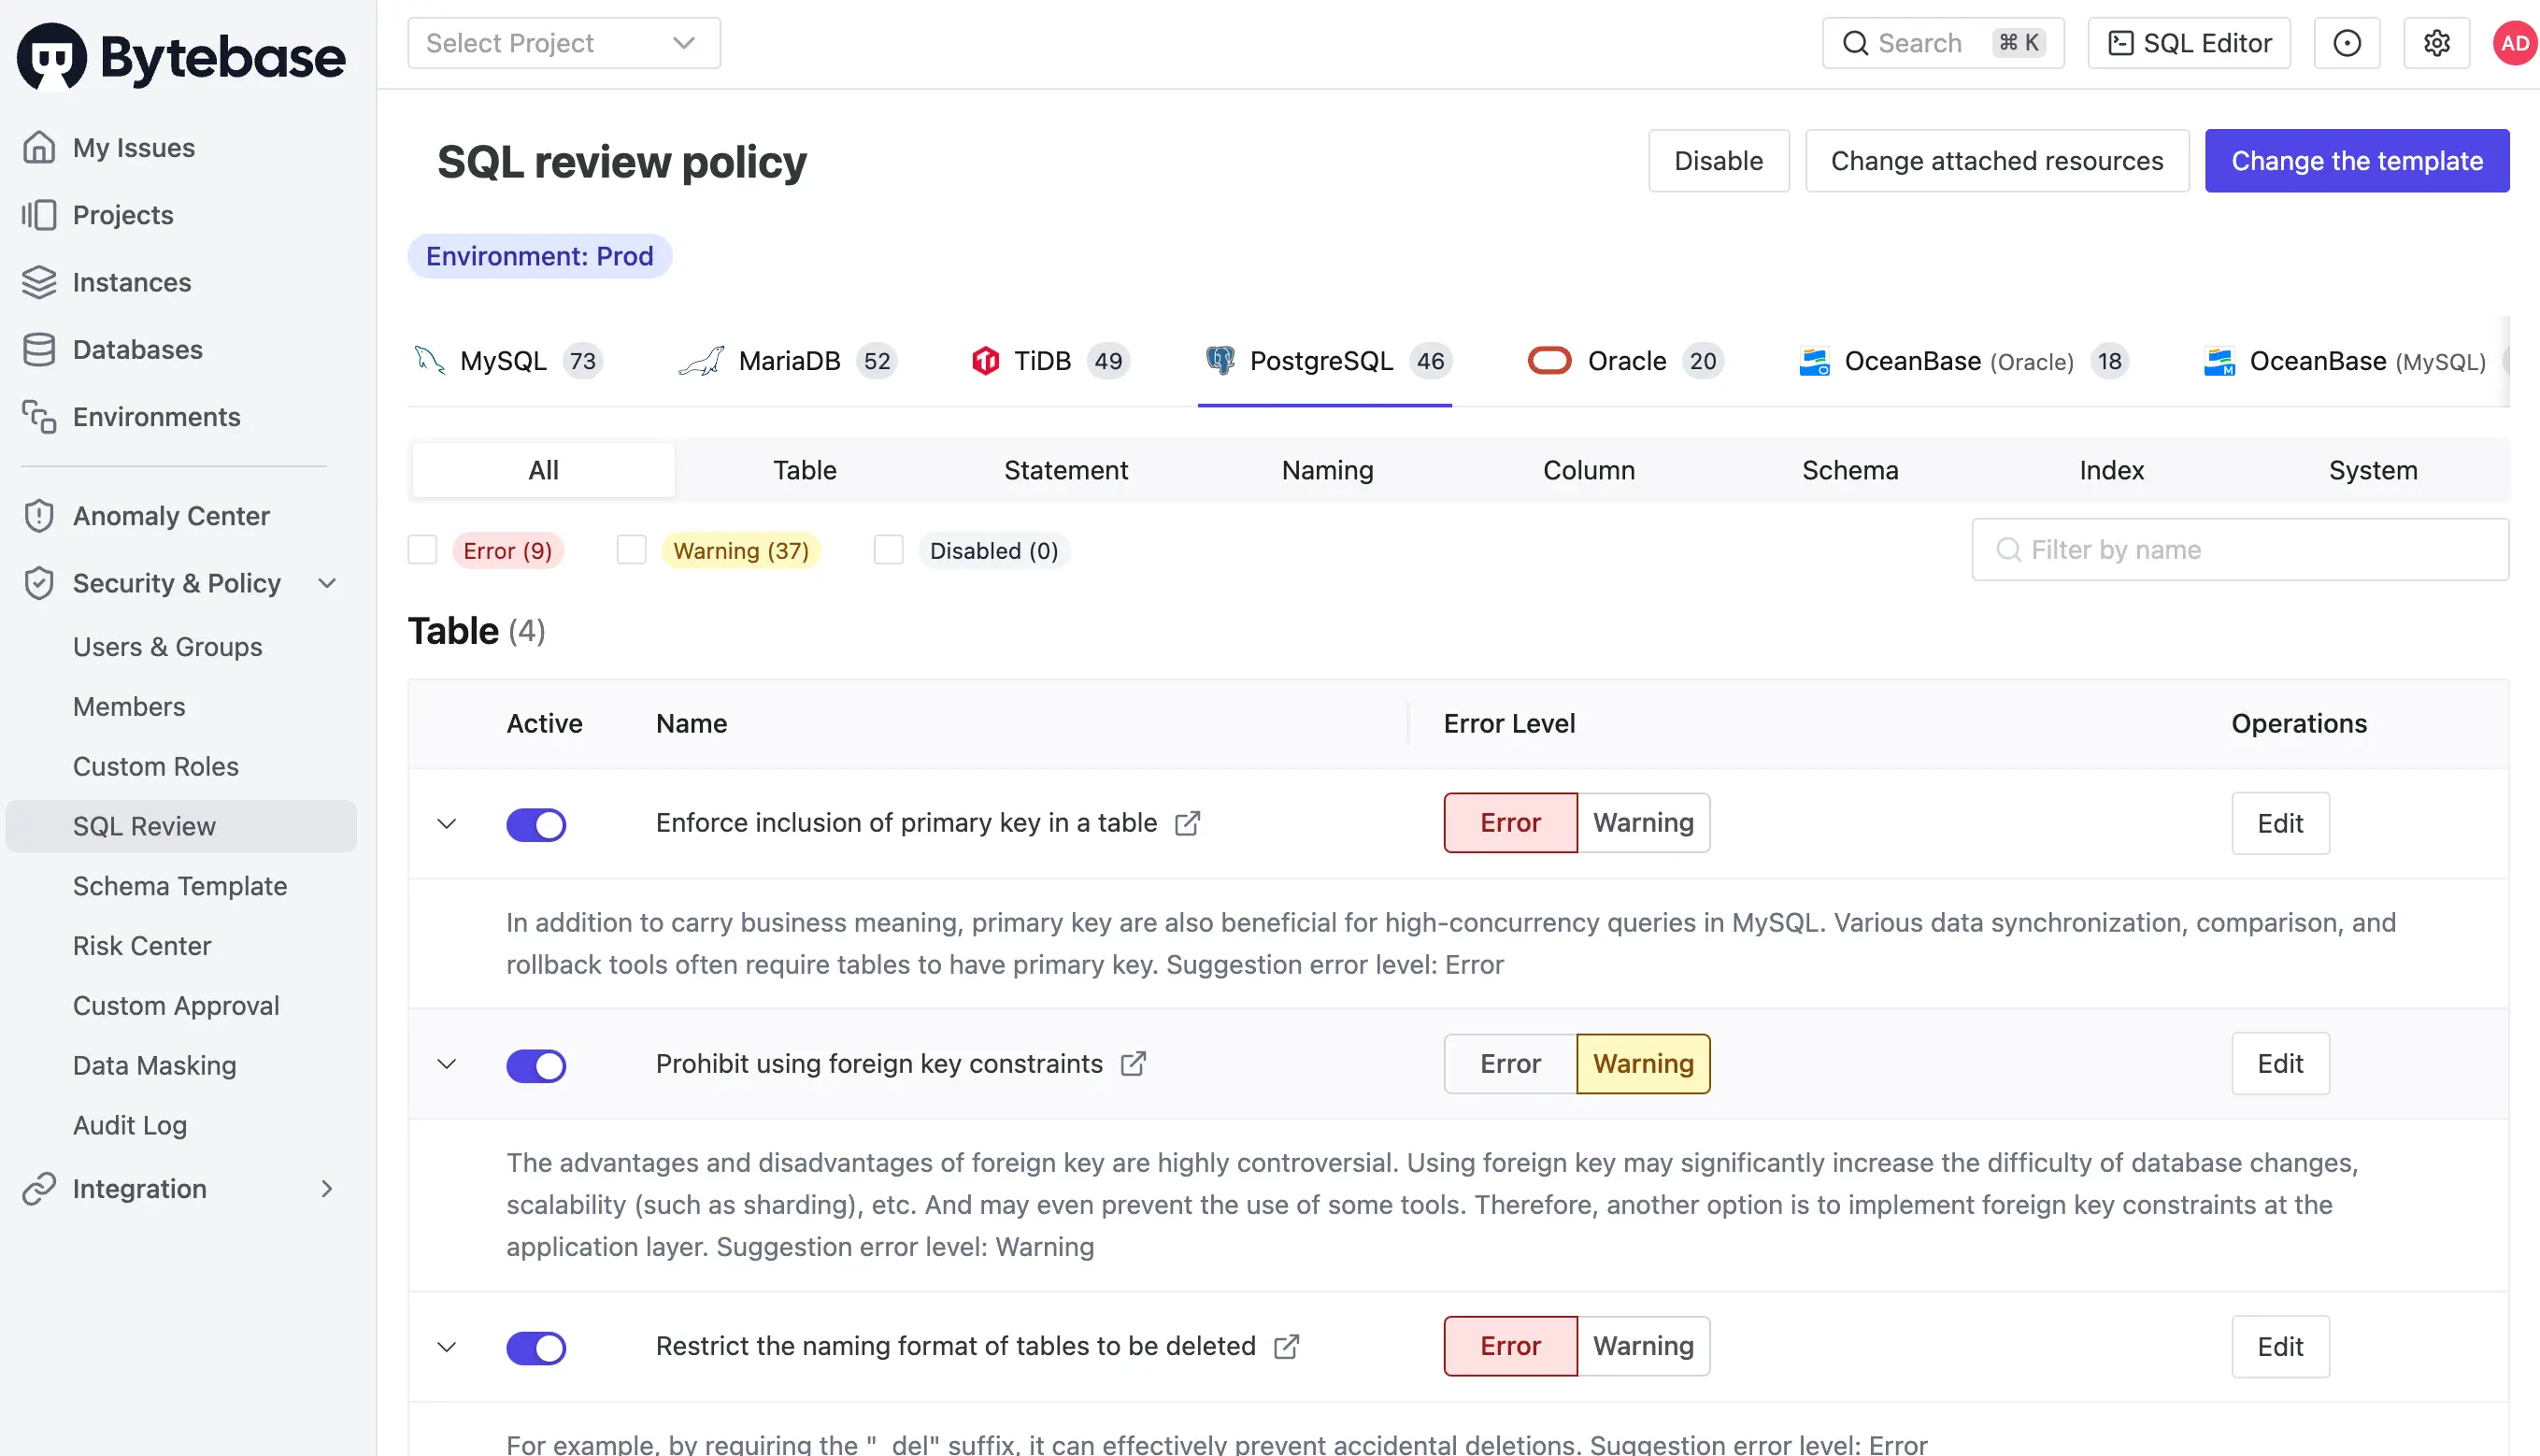 Bytebase
Select Project
Search ⌘ K
SQL Editor
AD
My Issues
Projects
Instances
Databases
Environments
Anomaly Center
Security & Policy
Users & Groups
Members
Custom Roles
SQL Review
Schema Template
Risk Center
Custom Approval
Data Masking
Audit Log
Integration
SQL review policy
Disable
Change attached resources
Change the template
Environment: Prod
MySQL 73
MariaDB 52
TiDB 49
PostgreSQL 46
Oracle 20
OceanBase (Oracle) 18
OceanBase (MySQL)
All
Table
Statement
Naming
Column
Schema
Index
System
Error (9)
Warning (37)
Disabled (0)
Filter by name
Table (4)
Active
Name
Error Level
Operations
Enforce inclusion of primary key in a table
Error
Warning
Edit
In addition to carry business meaning, primary key are also beneficial for high-concurrency queries in MySQL. Various data synchronization, comparison, and
rollback tools often require tables to have primary key. Suggestion error level: Error
Prohibit using foreign key constraints
Error
Warning
Edit
The advantages and disadvantages of foreign key are highly controversial. Using foreign key may significantly increase the difficulty of database changes,
scalability (such as sharding), etc. And may even prevent the use of some tools. Therefore, another option is to implement foreign key constraints at the
application layer. Suggestion error level: Warning
Restrict the naming format of tables to be deleted
Error
Warning
Edit
For example, by requiring the "_del" suffix, it can effectively prevent accidental deletions. Suggestion error level: Error